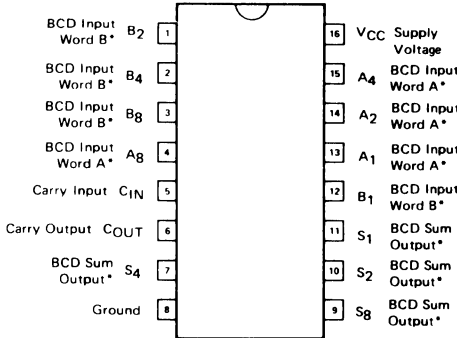 BCD Input
Word B* B2 1
BCD Input
Word B* B4 2
BCD Input
Word B* B8 3
BCD Input
Word A* A8 4
Carry Input CIN 5
Carry Output COUT 6
BCD Sum
Output* S4 7
Ground 8
16 VCC Supply
Voltage
15 A4 BCD Input
Word A*
14 A2 BCD Input
Word A*
13 A1 BCD Input
Word A*
12 B1 BCD Input
Word B*
11 S1 BCD Sum
Output*
10 S2 BCD Sum
Output*
9 S8 BCD Sum
Output*